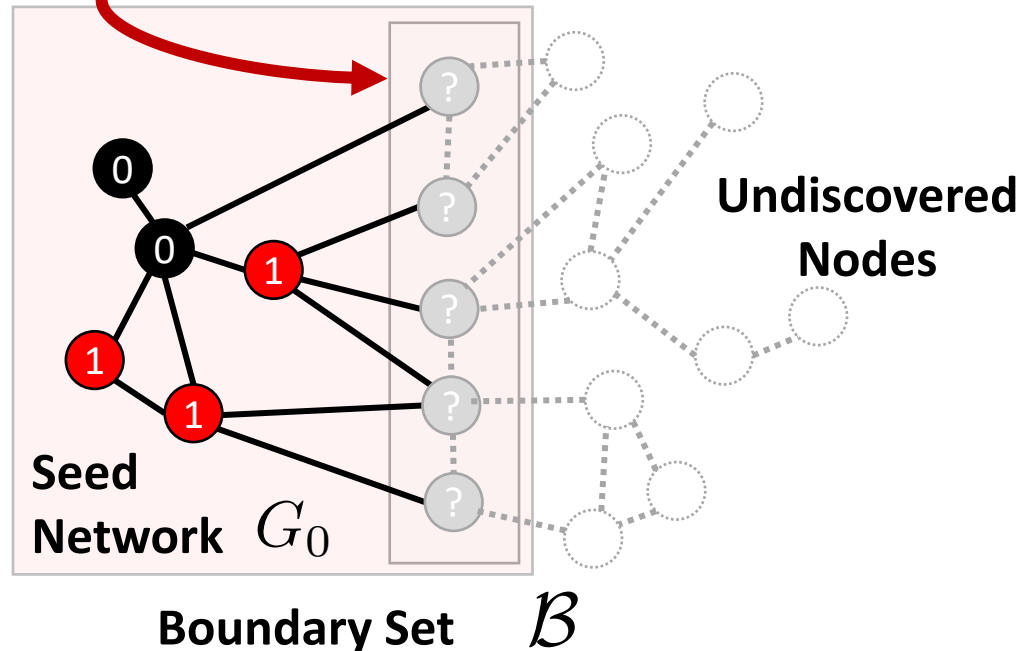 ?
0
?
Undiscovered
Nodes
0
1
?
1
?
1
Seed
Network G₀
?
Boundary Set ℬ